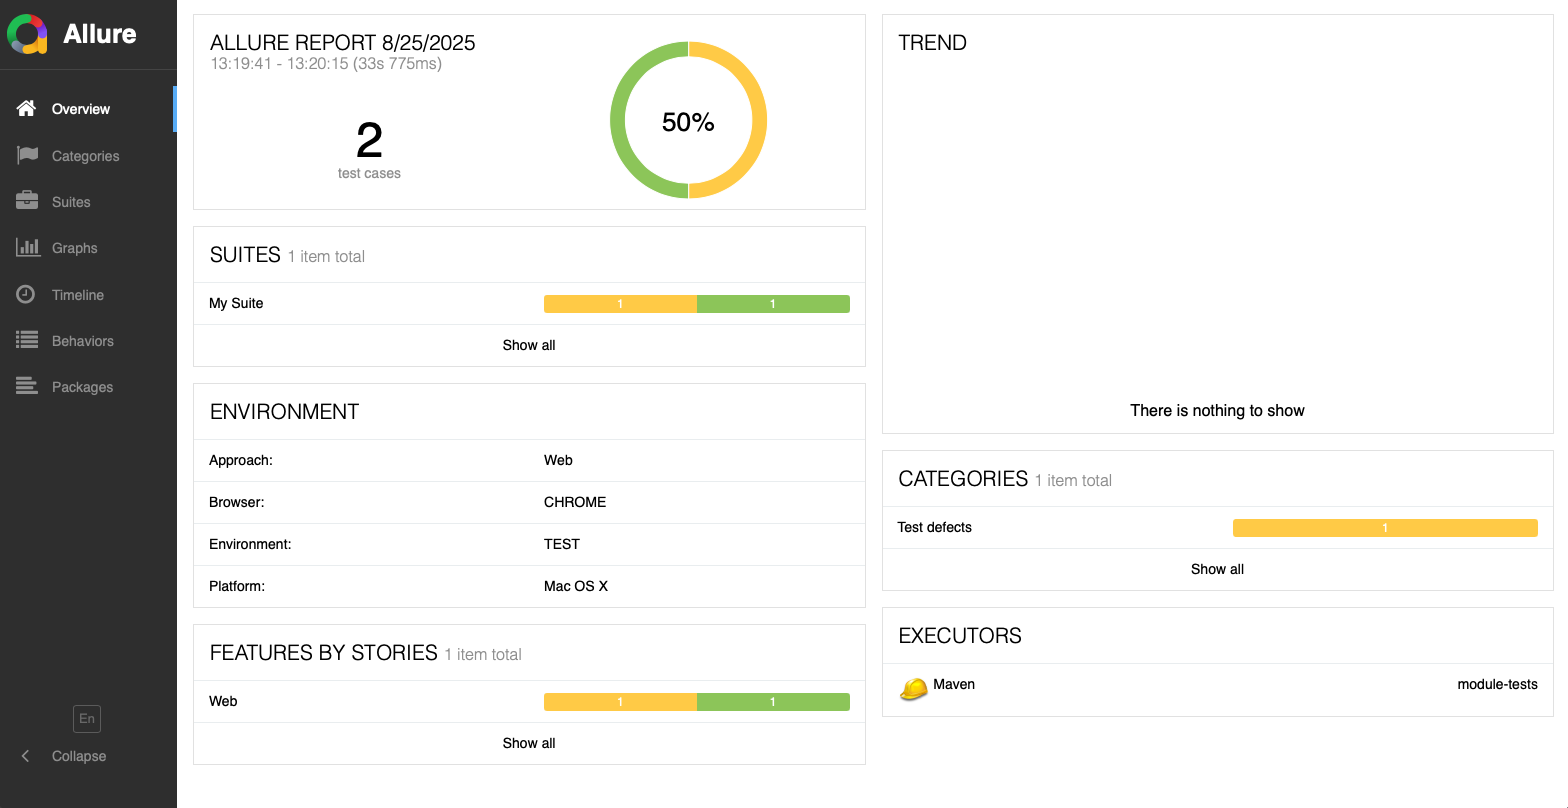 Allure
Overview
Categories
Suites
Graphs
Timeline
Behaviors
Packages
En
Collapse
ALLURE REPORT 8/25/2025
13:19:41 - 13:20:15 (33s 775ms)
2
test cases
50%
SUITES 1 item total
My Suite 1 1
Show all
ENVIRONMENT
Approach: Web
Browser: CHROME
Environment: TEST
Platform: Mac OS X
FEATURES BY STORIES 1 item total
Web 1 1
Show all
TREND
There is nothing to show
CATEGORIES 1 item total
Test defects 1
Show all
EXECUTORS
Maven module-tests